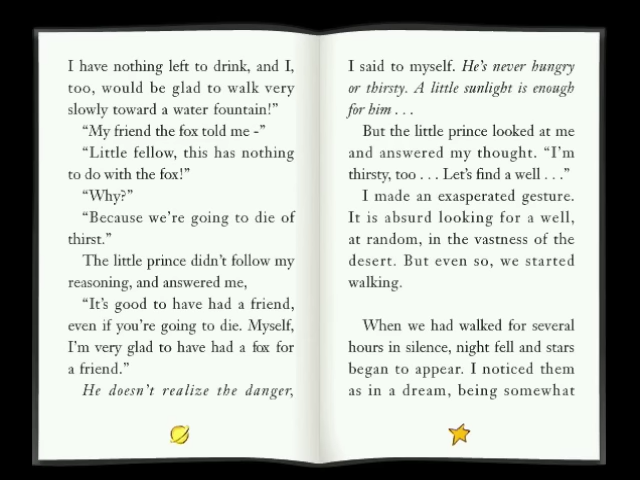 I have nothing left to drink, and I,
too, would be glad to walk very
slowly toward a water fountain!”
“My friend the fox told me -”
“Little fellow, this has nothing
to do with the fox!”
“Why?”
“Because we’re going to die of
thirst.”
The little prince didn’t follow my
reasoning, and answered me,
“It’s good to have had a friend,
even if you’re going to die. Myself,
I’m very glad to have had a fox for
a friend.”
He doesn’t realize the danger,
I said to myself. He’s never hungry
or thirsty. A little sunlight is enough
for him . . .
But the little prince looked at me
and answered my thought. “I’m
thirsty, too . . . Let’s find a well . . .”
I made an exasperated gesture.
It is absurd looking for a well,
at random, in the vastness of the
desert. But even so, we started
walking.
When we had walked for several
hours in silence, night fell and stars
began to appear. I noticed them
as in a dream, being somewhat